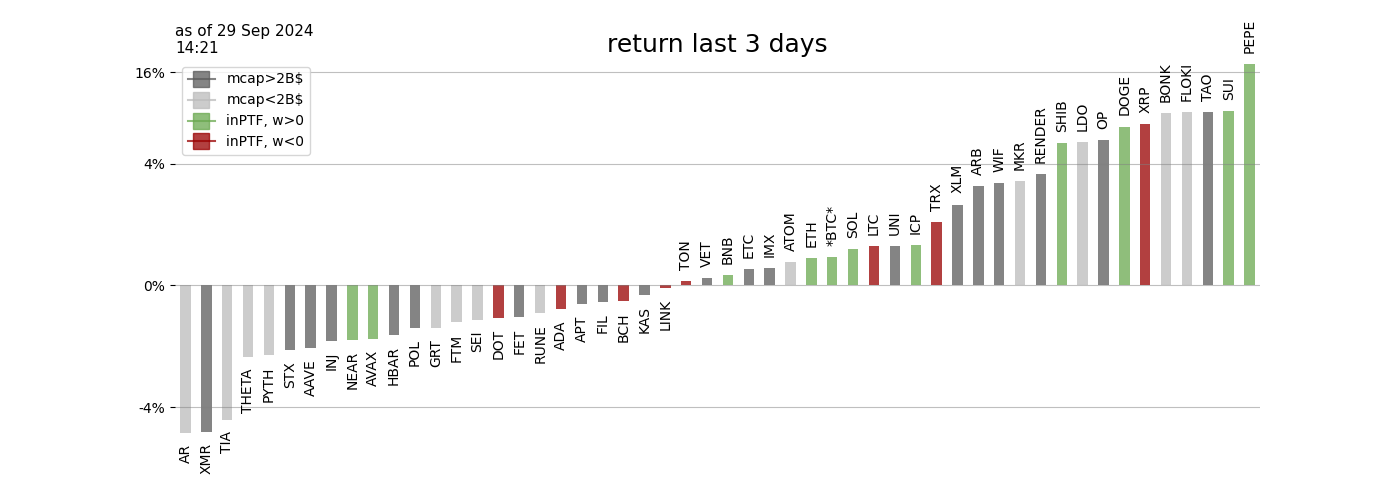 as of 29 Sep 2024
14:21
return last 3 days
mcap>2B$
mcap<2B$
inPTF, w>0
inPTF, w<0
16%
4%
0%
-4%
AR
XMR
TIA
THETA
PYTH
STX
AAVE
INJ
NEAR
AVAX
HBAR
POL
GRT
FTM
SEI
DOT
FET
RUNE
ADA
APT
FIL
BCH
KAS
LINK
TON
VET
BNB
ETC
IMX
ATOM
ETH
*BTC*
SOL
LTC
UNI
ICP
TRX
XLM
ARB
WIF
MKR
RENDER
SHIB
LDO
OP
DOGE
XRP
BONK
FLOKI
TAO
SUI
PEPE